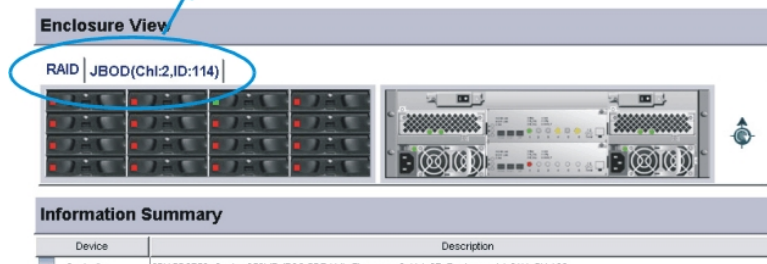 Enclosure View
RAID
JBOD(Chl:2,ID:114)
Information Summary
Device
Description